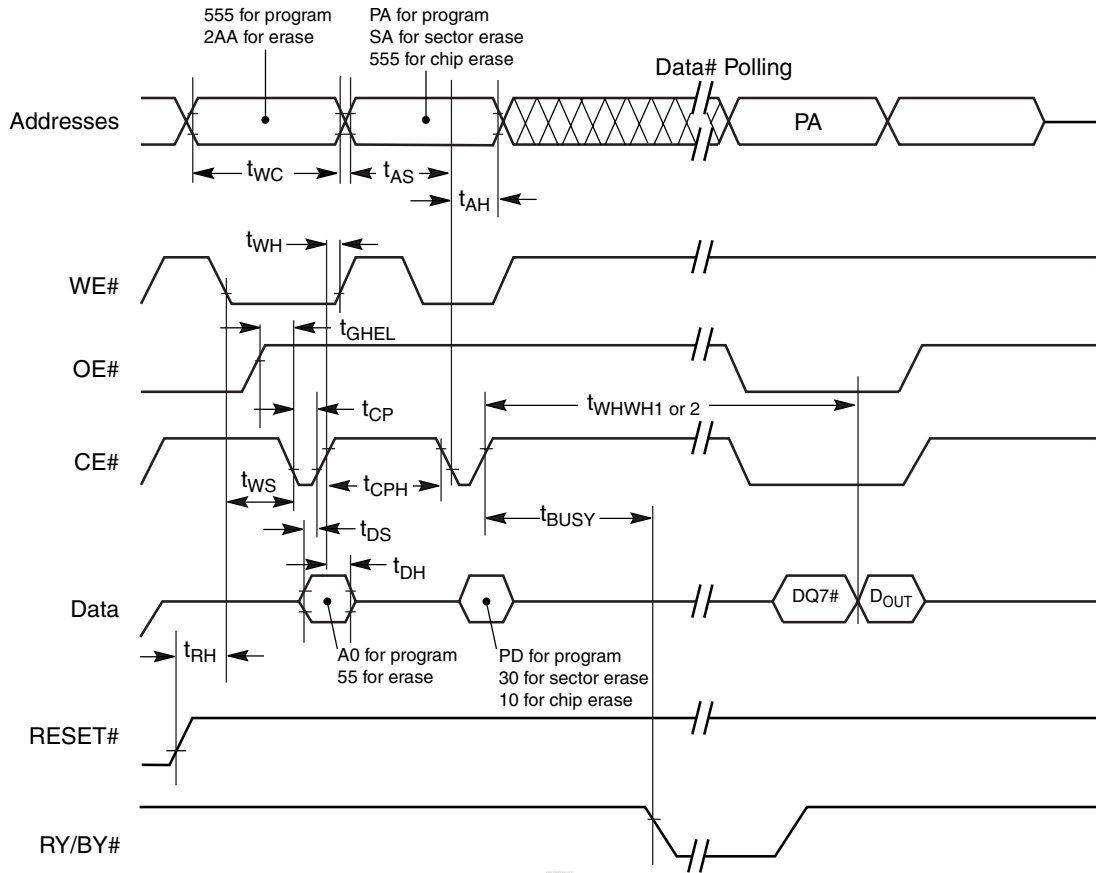 555 for program
2AA for erase
PA for program
SA for sector erase
555 for chip erase
Data# Polling
Addresses
PA
tWC
tAS
tAH
tWH
WE#
tGHEL
OE#
tWHWH1 or 2
tCP
CE#
tWS
tCPH
tBUSY
tDS
tDH
Data
DQ7#
DOUT
tRH
A0 for program
55 for erase
PD for program
30 for sector erase
10 for chip erase
RESET#
RY/BY#